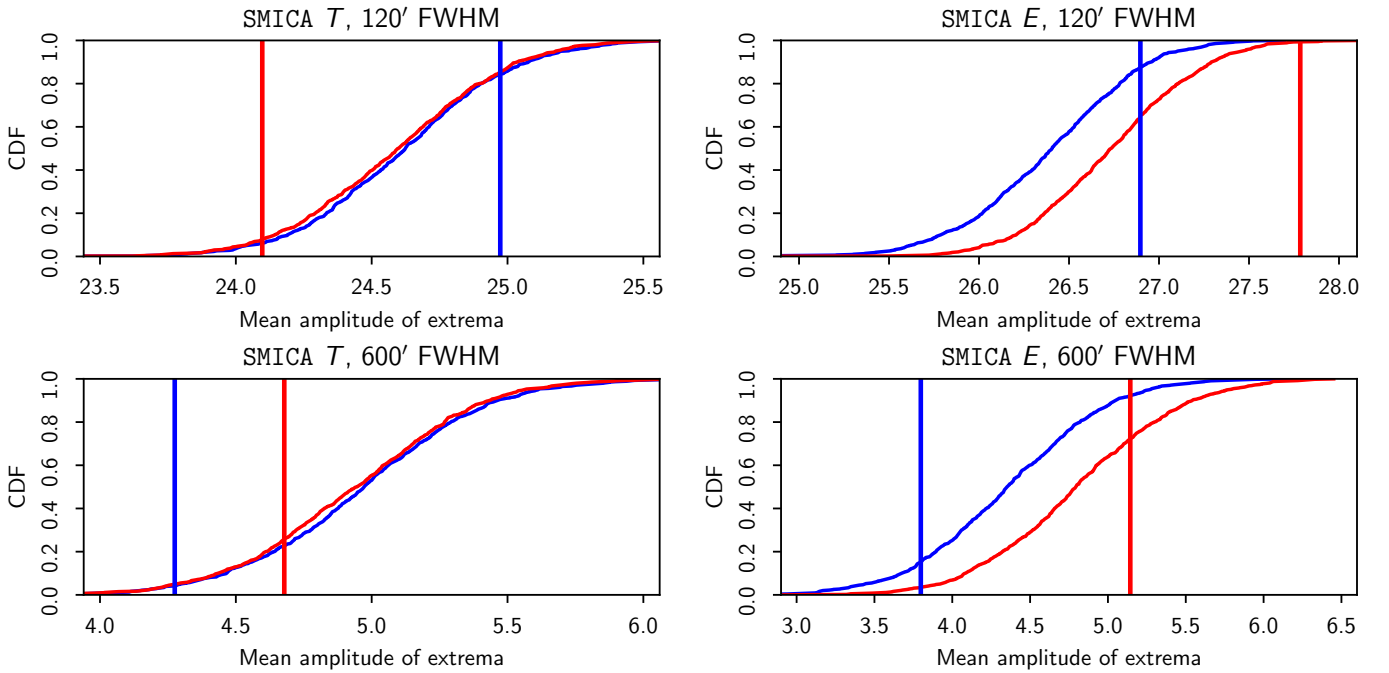 SMICA T, 120′ FWHM
CDF
0.0 0.2 0.4 0.6 0.8 1.0
23.5 24.0 24.5 25.0 25.5
Mean amplitude of extrema
SMICA E, 120′ FWHM
CDF
0.0 0.2 0.4 0.6 0.8 1.0
25.0 25.5 26.0 26.5 27.0 27.5 28.0
Mean amplitude of extrema
SMICA T, 600′ FWHM
CDF
0.0 0.2 0.4 0.6 0.8 1.0
4.0 4.5 5.0 5.5 6.0
Mean amplitude of extrema
SMICA E, 600′ FWHM
CDF
0.0 0.2 0.4 0.6 0.8 1.0
3.0 3.5 4.0 4.5 5.0 5.5 6.0 6.5
Mean amplitude of extrema